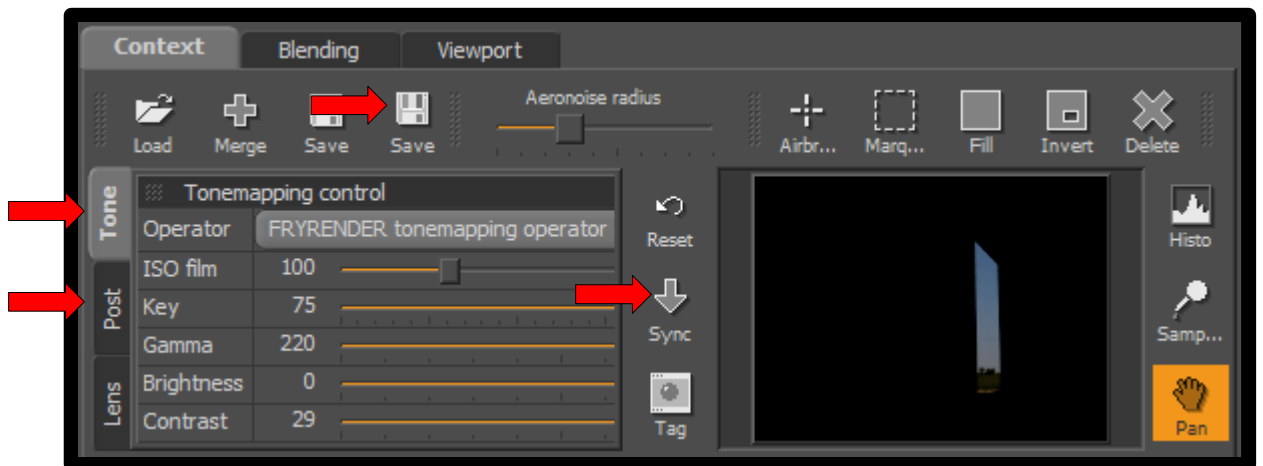 Context Blending Viewport
Aeronoise radius
Load Merge Save Save Airbr... Marq... Fill Invert Delete
Tone
Post
Lens
Tonemapping control
Operator FRYRENDER tonemapping operator
ISO film 100
Key 75
Gamma 220
Brightness 0
Contrast 29
Reset
Sync
Tag
Histo
Samp...
Pan